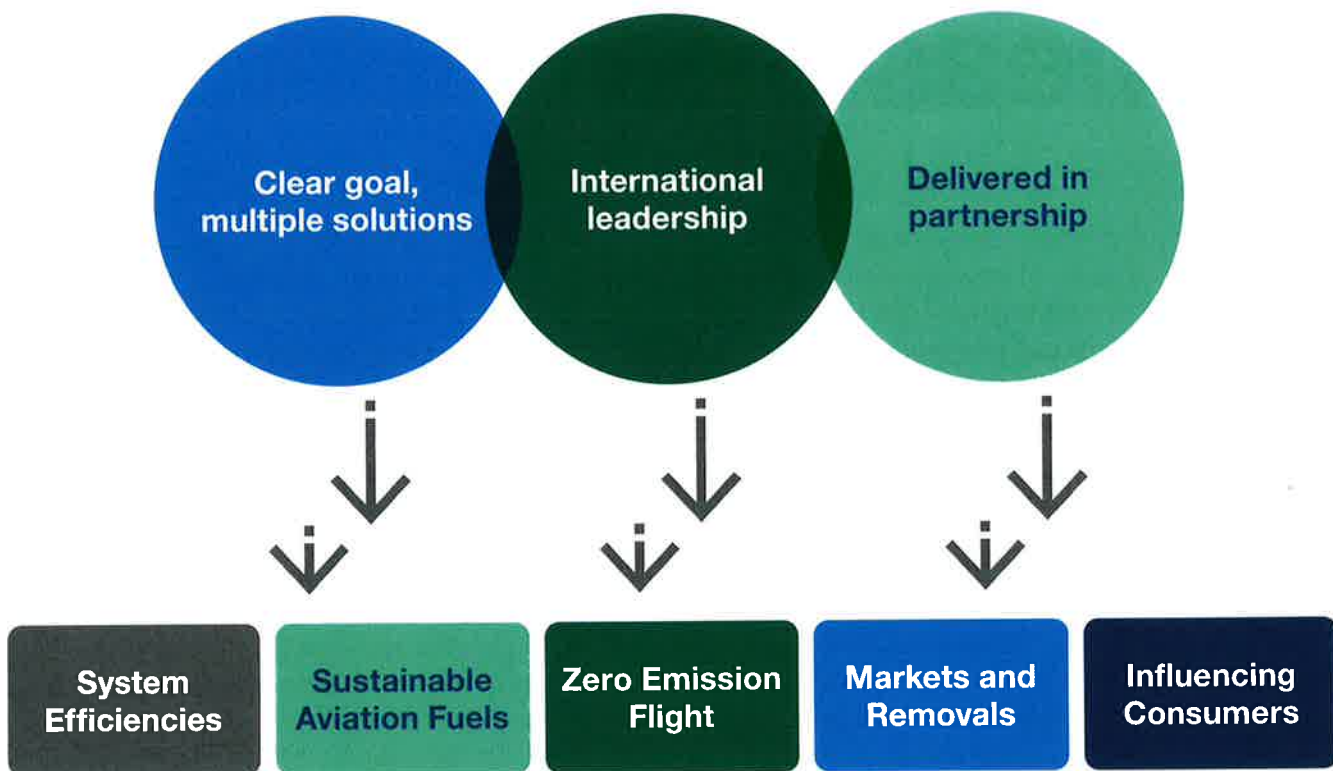 Clear goal,
multiple solutions
International
leadership
Delivered in
partnership
System
Efficiencies
Sustainable
Aviation Fuels
Zero Emission
Flight
Markets and
Removals
Influencing
Consumers